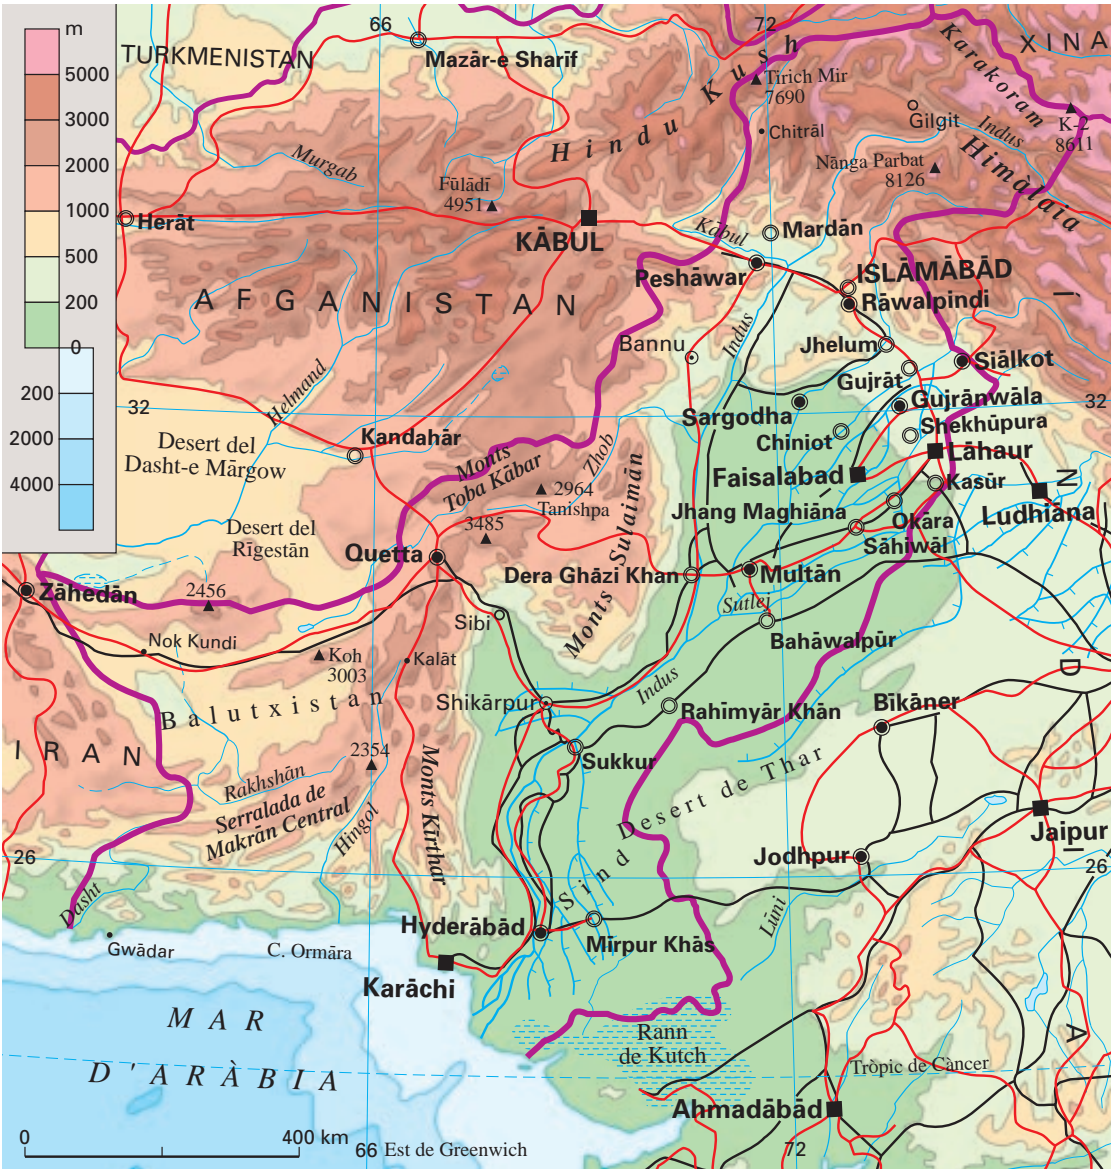 m
5000
3000
2000
1000
500
200
0
200
2000
4000
66
72
TURKMENISTAN
Mazār-e Sharīf
Hindu Kush
Tirich Mir
7690
Chitrāl
Karakoram
XINA
Gilgit
Indus
K-2
8611
Nānga Parbat
8126
Himàlaia
Murgab
Fūlādī
4951
Herāt
KĀBUL
Kābul
Mardān
Peshāwar
ISLĀMĀBĀD
Rāwalpindi
AFGANISTAN
ÍNDIA
Bannu
Indus
Jhelum
Siālkot
Gujrāt
Helmand
32
32
Sargodha
Gujrānwāla
Shekhūpura
Chiniot
Desert del
Dasht-e Mārgow
Kandahār
Monts
Toba Kābar
Zhob
Lāhaur
Faisalabad
Kasūr
2964
Tanishpa
Monts Sulaimān
Jhang Maghiāna
Okāra
Ludhiāna
Desert del
Rīgestān
3485
Sāhiwāl
Quetta
Dera Ghāzi Khan
Multān
Zāhedān
2456
Sutlej
Sibi
Bahāwalpūr
Nok Kundi
Koh
3003
Kalāt
Indus
Balutxistan
Shikārpur
Rahīmyār Khān
Bīkāner
IRAN
2354
Sukkur
Rakhshān
Serralada de
Makrān Central
Hingol
Monts Kīrthar
Desert de Thar
Jaipur
26
Jodhpur
26
Sind
Dasht
Gwādar
C. Ormāra
Hyderābād
Mīrpur Khās
Lūni
Karāchi
MAR
D'ARÀBIA
Rann
de Kutch
Tròpic de Càncer
Ahmadābād
0
400 km
66
Est de Greenwich
72